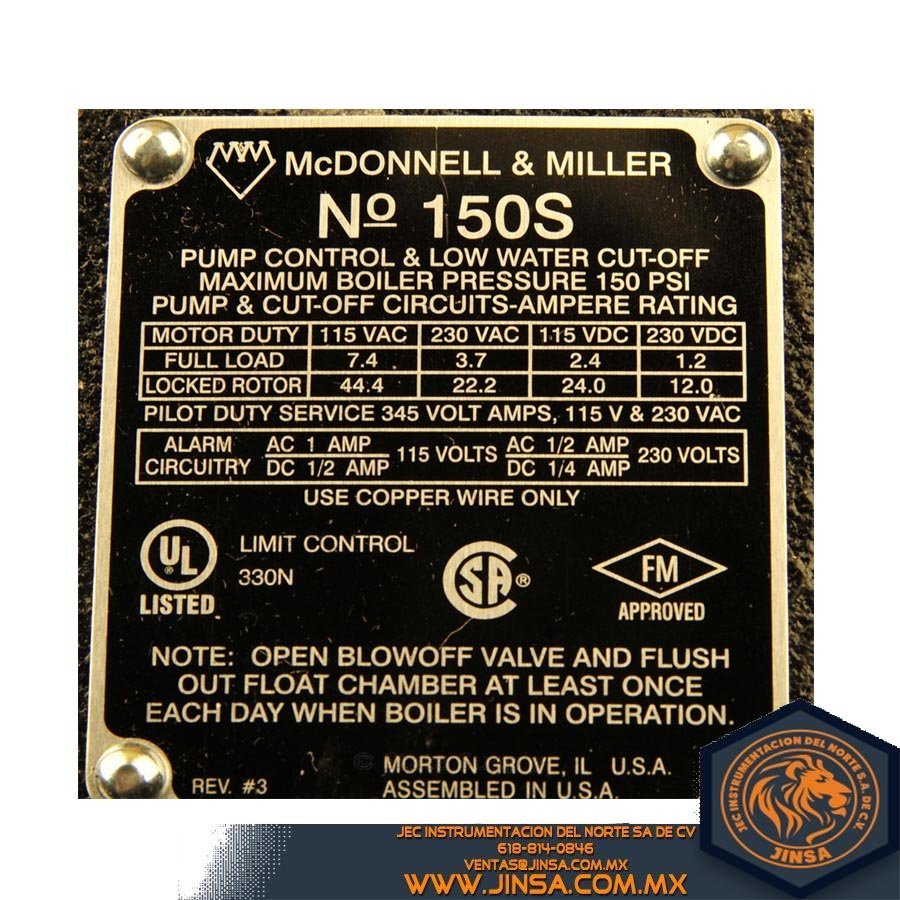 McDONNELL & MILLER
Nº 150S
PUMP CONTROL & LOW WATER CUT-OFF
MAXIMUM BOILER PRESSURE 150 PSI
PUMP & CUT-OFF CIRCUITS-AMPERE RATING
MOTOR DUTY 115 VAC 230 VAC 115 VDC 230 VDC
FULL LOAD 7.4 3.7 2.4 1.2
LOCKED ROTOR 44.4 22.2 24.0 12.0
PILOT DUTY SERVICE 345 VOLT AMPS, 115 V & 230 VAC
ALARM CIRCUITRY AC 1 AMP DC 1/2 AMP 115 VOLTS AC 1/2 AMP DC 1/4 AMP 230 VOLTS
USE COPPER WIRE ONLY
UL ® LISTED
LIMIT CONTROL
330N
SA ®
FM
APPROVED
NOTE: OPEN BLOWOFF VALVE AND FLUSH
OUT FLOAT CHAMBER AT LEAST ONCE
EACH DAY WHEN BOILER IS IN OPERATION.
MORTON GROVE, IL U.S.A.
REV. #3 ASSEMBLED IN U.S.A.
JEC INSTRUMENTACION DEL NORTE S.A. DE C.V.
JINSA
JEC INSTRUMENTACION DEL NORTE SA DE CV
618-814-0846
VENTAS@JINSA.COM.MX
WWW.JINSA.COM.MX